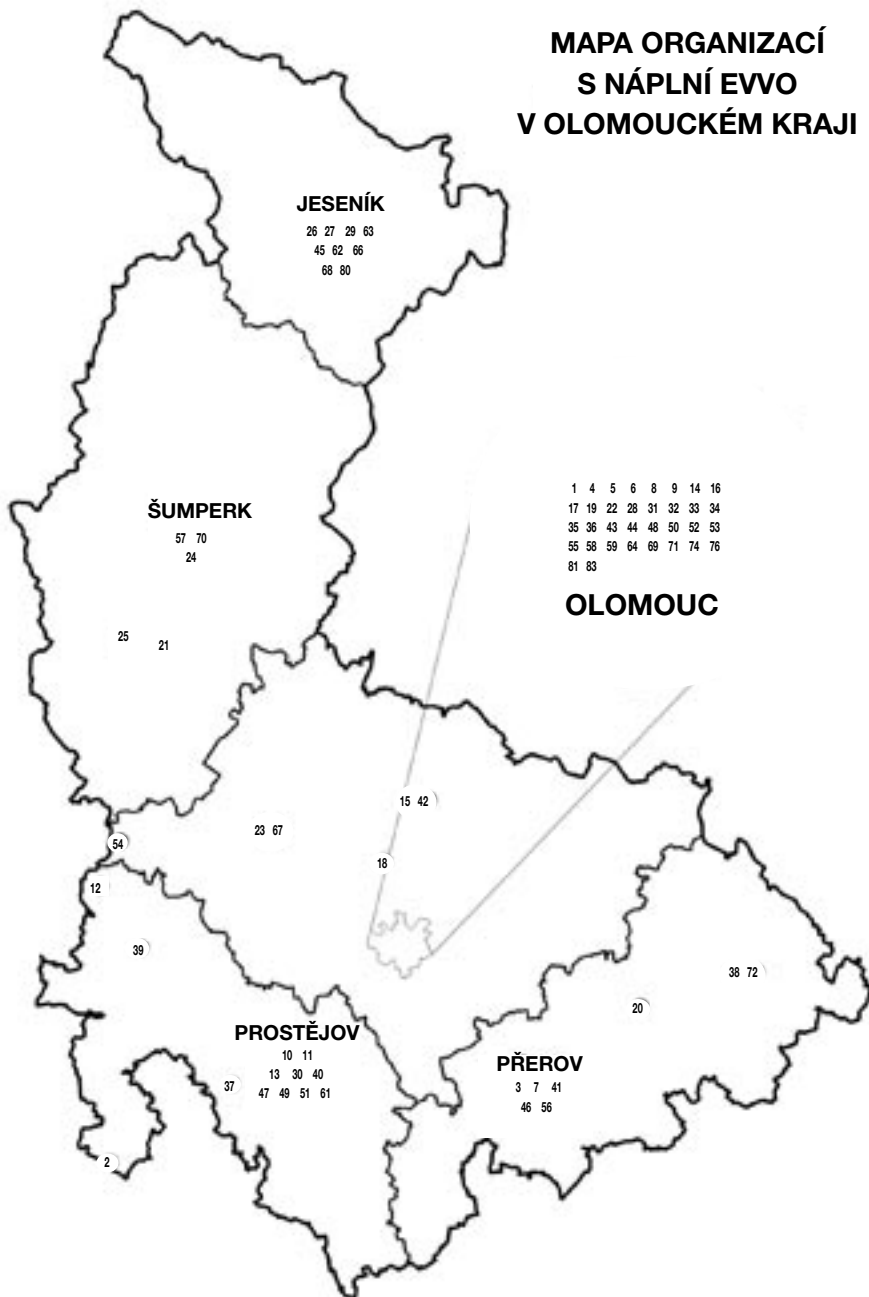 MAPA ORGANIZACÍ
S NÁPLNÍ EVVO
V OLOMOUCKÉM KRAJI
JESENÍK
26 27 29 63
45 62 66
68 80
1 4 5 6 8 9 14 16
17 19 22 28 31 32 33 34
35 36 43 44 48 50 52 53
55 58 59 64 69 71 74 76
81 83
OLOMOUC
ŠUMPERK
57 70
24
25
21
15 42
23 67
54
18
12
39
38 72
20
PROSTĚJOV
10 11
13 30 40
47 49 51 61
37
PŘEROV
3 7 41
46 56
2